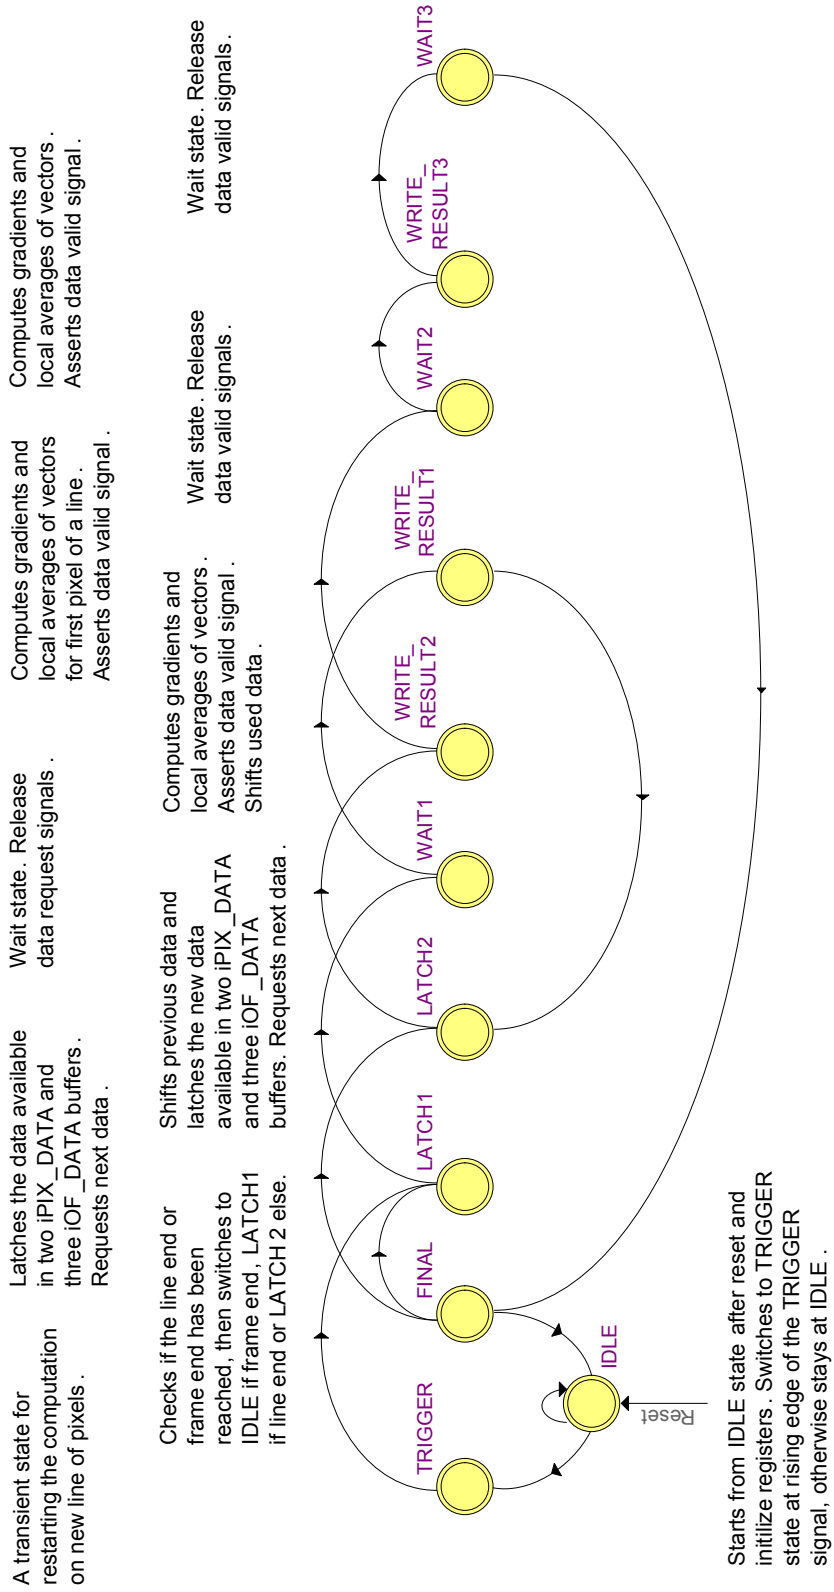 A transient state for
restarting the computation
on new line of pixels .
Latches the data available
in two iPIX_DATA and
three iOF_DATA buffers .
Requests next data .
Wait state. Release
data request signals .
Computes gradients and
local averages of vectors
for first pixel of a line .
Asserts data valid signal .
Computes gradients and
local averages of vectors .
Asserts data valid signal .
Checks if the line end or
frame end has been
reached, then switches to
IDLE if frame end, LATCH1
if line end or LATCH 2 else.
Shifts previous data and
latches the new data
available in two iPIX _DATA
and three iOF _DATA
buffers. Requests next data .
Computes gradients and
local averages of vectors .
Asserts data valid signal .
Shifts used data .
Wait state. Release
data valid signals .
Wait state. Release
data valid signals .
TRIGGER
FINAL
LATCH1
LATCH2
WAIT1
WRITE_
RESULT2
WRITE_
RESULT1
WAIT2
WRITE_
RESULT3
WAIT3
IDLE
Reset
Starts from IDLE state after reset and
initilize registers . Switches to TRIGGER
state at rising edge of the TRIGGER
signal, otherwise stays at IDLE .